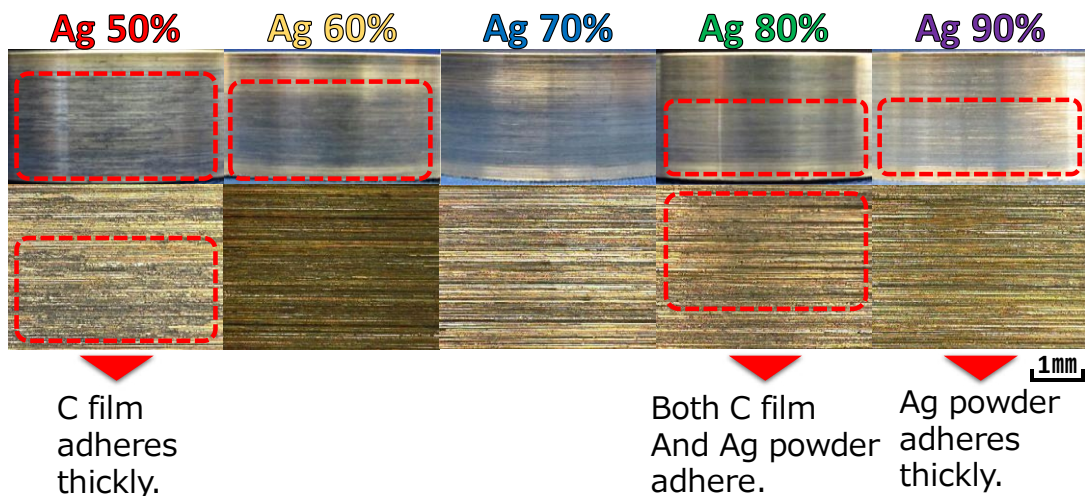 Ag 50%
Ag 60%
Ag 70%
Ag 80%
Ag 90%
1mm
C film
adheres
thickly.
Both C film
And Ag powder
adhere.
Ag powder
adheres
thickly.